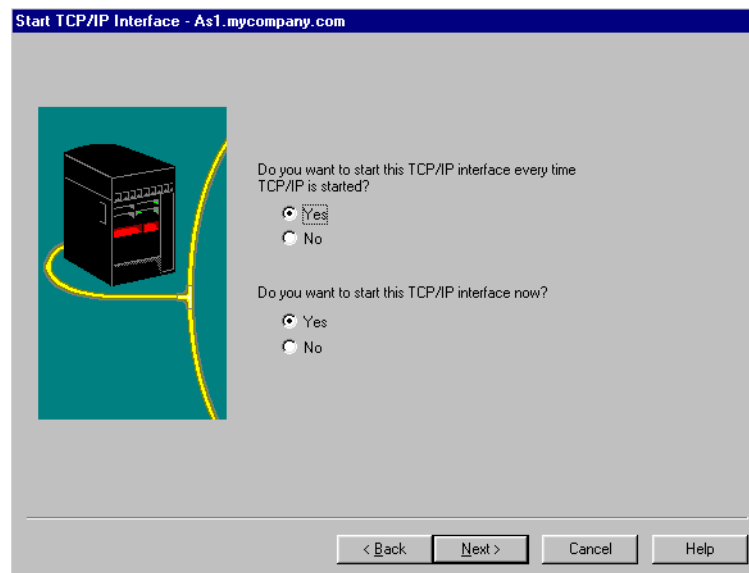 Start TCP/IP Interface - As1.mycompany.com
Do you want to start this TCP/IP interface every time
TCP/IP is started?
Yes
No
Do you want to start this TCP/IP interface now?
Yes
No
< Back
Next >
Cancel
Help